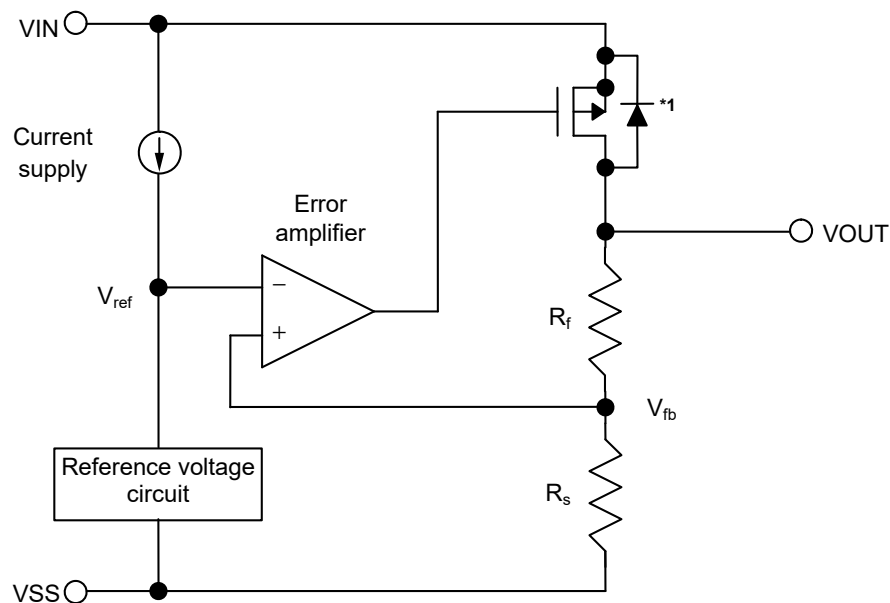 VIN
*1
Current
supply
Error
amplifier
VOUT
Vref
−
+
Rf
Vfb
Reference voltage
circuit
Rs
VSS